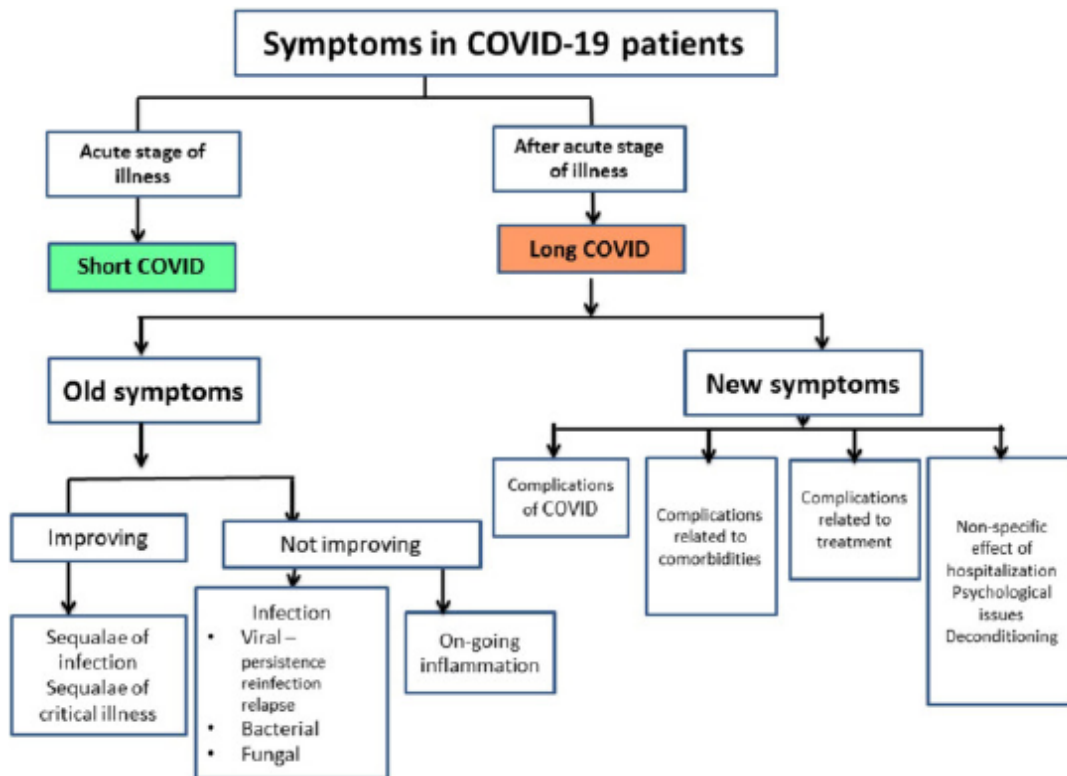 Symptoms in COVID-19 patients
Acute stage of
illness
After acute stage
of illness
Short COVID
Long COVID
Old symptoms
New symptoms
Improving
Not improving
Complications
of COVID
Complications
related to
comorbidities
Complications
related to
treatment
Non-specific
effect of
hospitalization
Psychological
issues
Deconditioning
Sequalae of
infection
Sequalae of
critical illness
Infection
• Viral –
persistence
reinfection
relapse
• Bacterial
• Fungal
On-going
inflammation